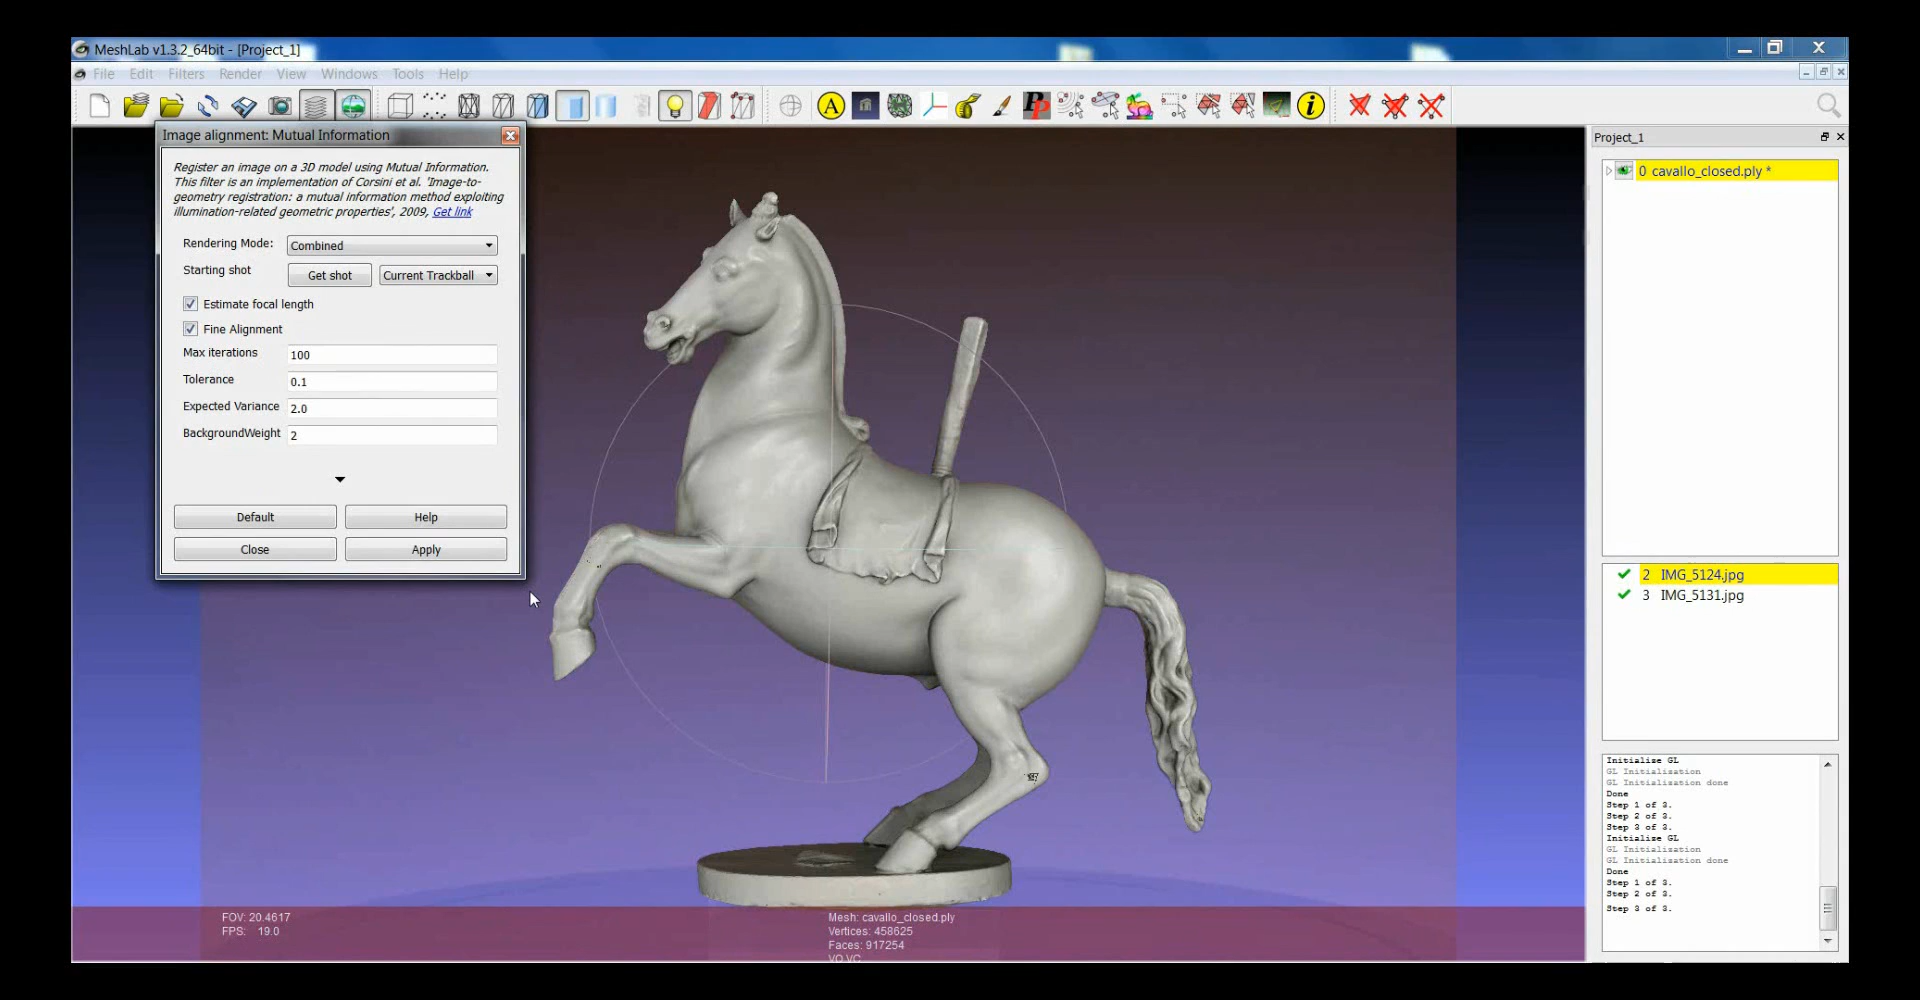 MeshLab v1.3.2_64bit - [Project_1]
File Edit Filters Render View Windows Tools Help
Image alignment: Mutual Information
Register an image on a 3D model using Mutual Information.
This filter is an implementation of Corsini et al. 'Image-to-
geometry registration: a mutual information method exploiting
illumination-related geometric properties', 2009, Get link
Rendering Mode: Combined
Starting shot Get shot Current Trackball
Estimate focal length
Fine Alignment
Max iterations 100
Tolerance 0.1
Expected Variance 2.0
BackgroundWeight 2
Default Help
Close Apply
FOV: 20.4617
FPS: 19.0
Mesh: cavallo_closed.ply
Vertices: 458625
Faces: 917254
VQ VC
Project_1
0 cavallo_closed.ply *
2 IMG_5124.jpg
3 IMG_5131.jpg
Initialize GL
GL Initialization
GL Initialization done
Done
Step 1 of 3.
Step 2 of 3.
Step 3 of 3.
Initialize GL
GL Initialization
GL Initialization done
Done
Step 1 of 3.
Step 2 of 3.
Step 3 of 3.